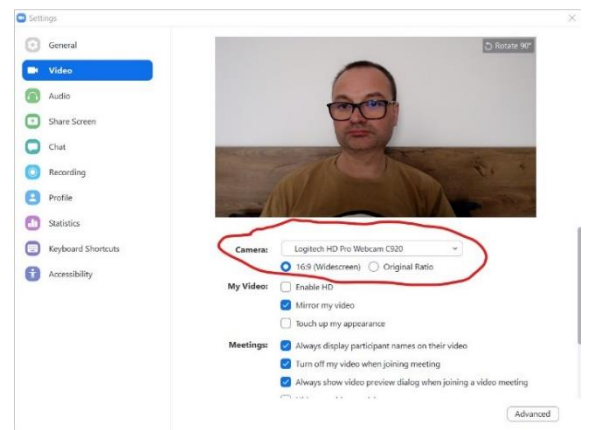 Settings
General
Video
Audio
Share Screen
Chat
Recording
Profile
Statistics
Keyboard Shortcuts
Accessibility
Rotate 90°
Camera: Logitech HD Pro Webcam C920
16:9 (Widescreen) Original Ratio
My Video: Enable HD
Mirror my video
Touch up my appearance
Meetings: Always display participant names on their video
Turn off my video when joining meeting
Always show video preview dialog when joining a video meeting
Advanced